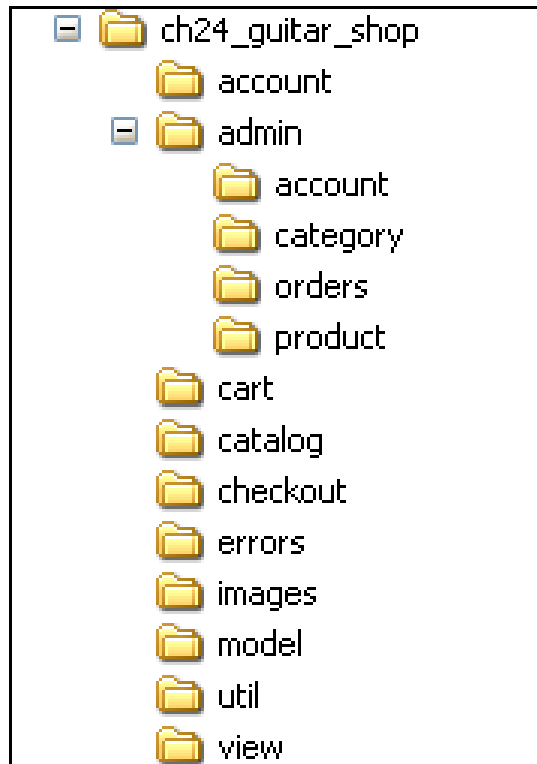 ch24_guitar_shop
account
admin
account
category
orders
product
cart
catalog
checkout
errors
images
model
util
view